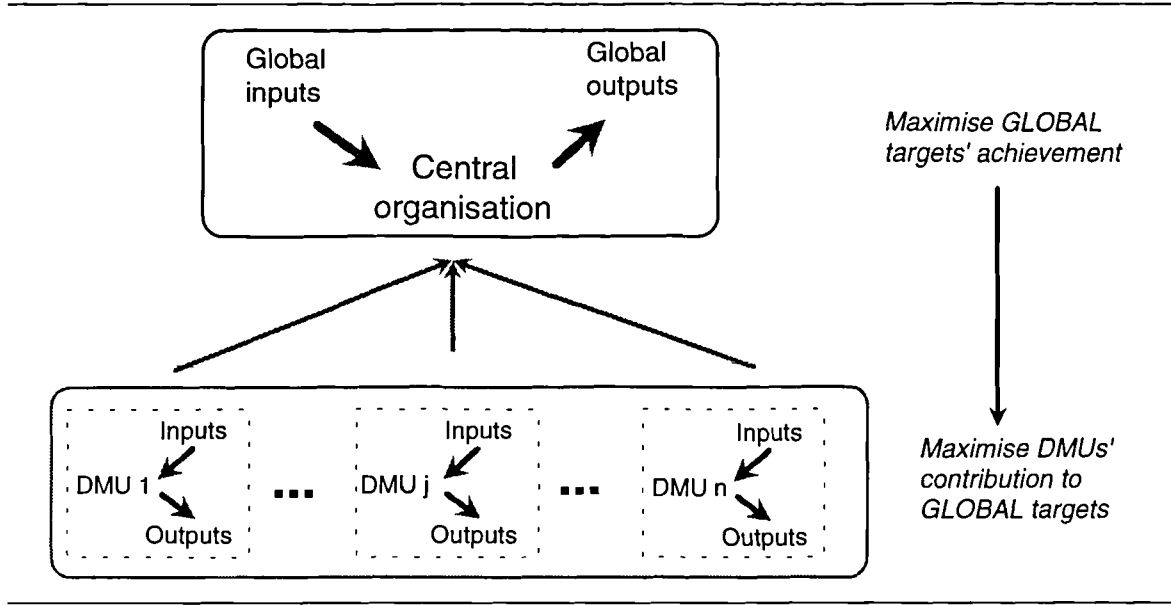 Global
inputs
Global
outputs
Central
organisation
Maximise GLOBAL
targets' achievement
Inputs
DMU 1
Outputs
...
Inputs
DMU j
Outputs
...
Inputs
DMU n
Outputs
Maximise DMUs'
contribution to
GLOBAL targets